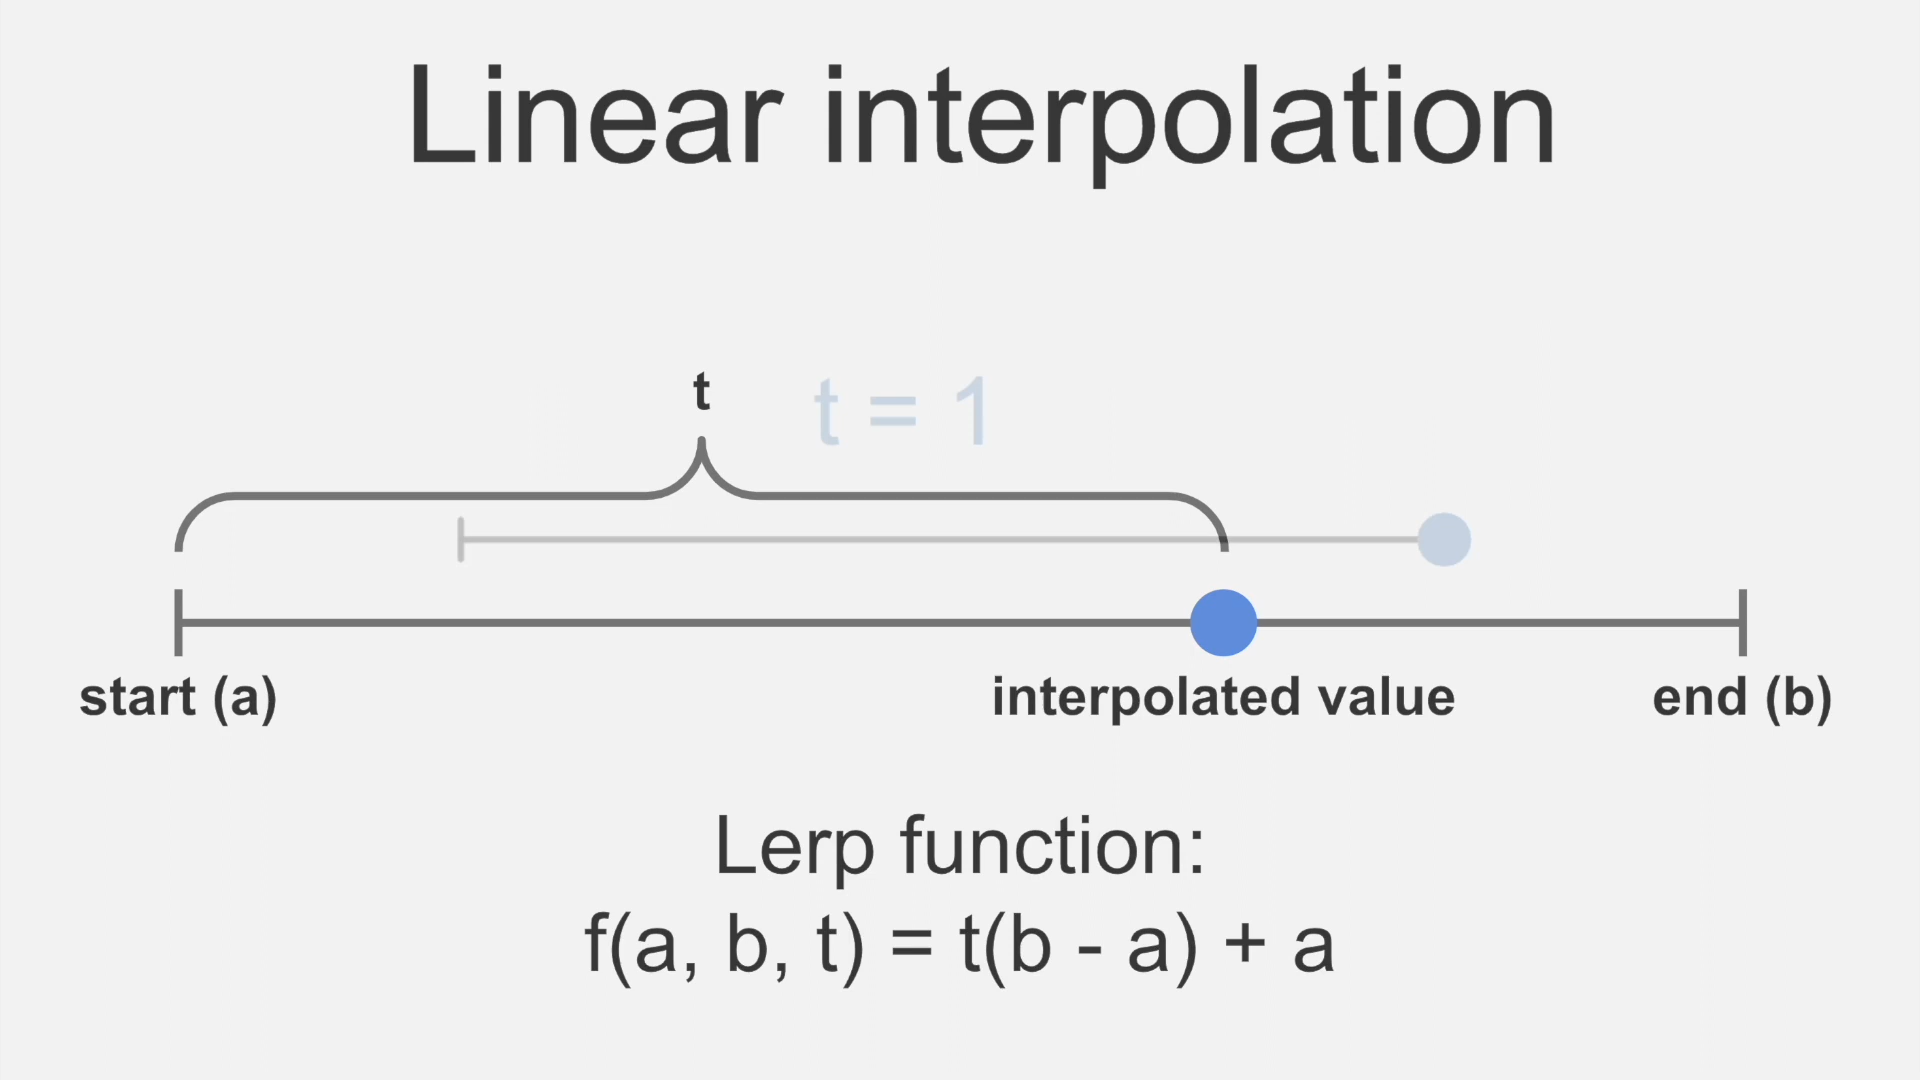 Linear interpolation
t
t = 1
start (a)
interpolated value
end (b)
Lerp function:
f(a, b, t) = t(b - a) + a